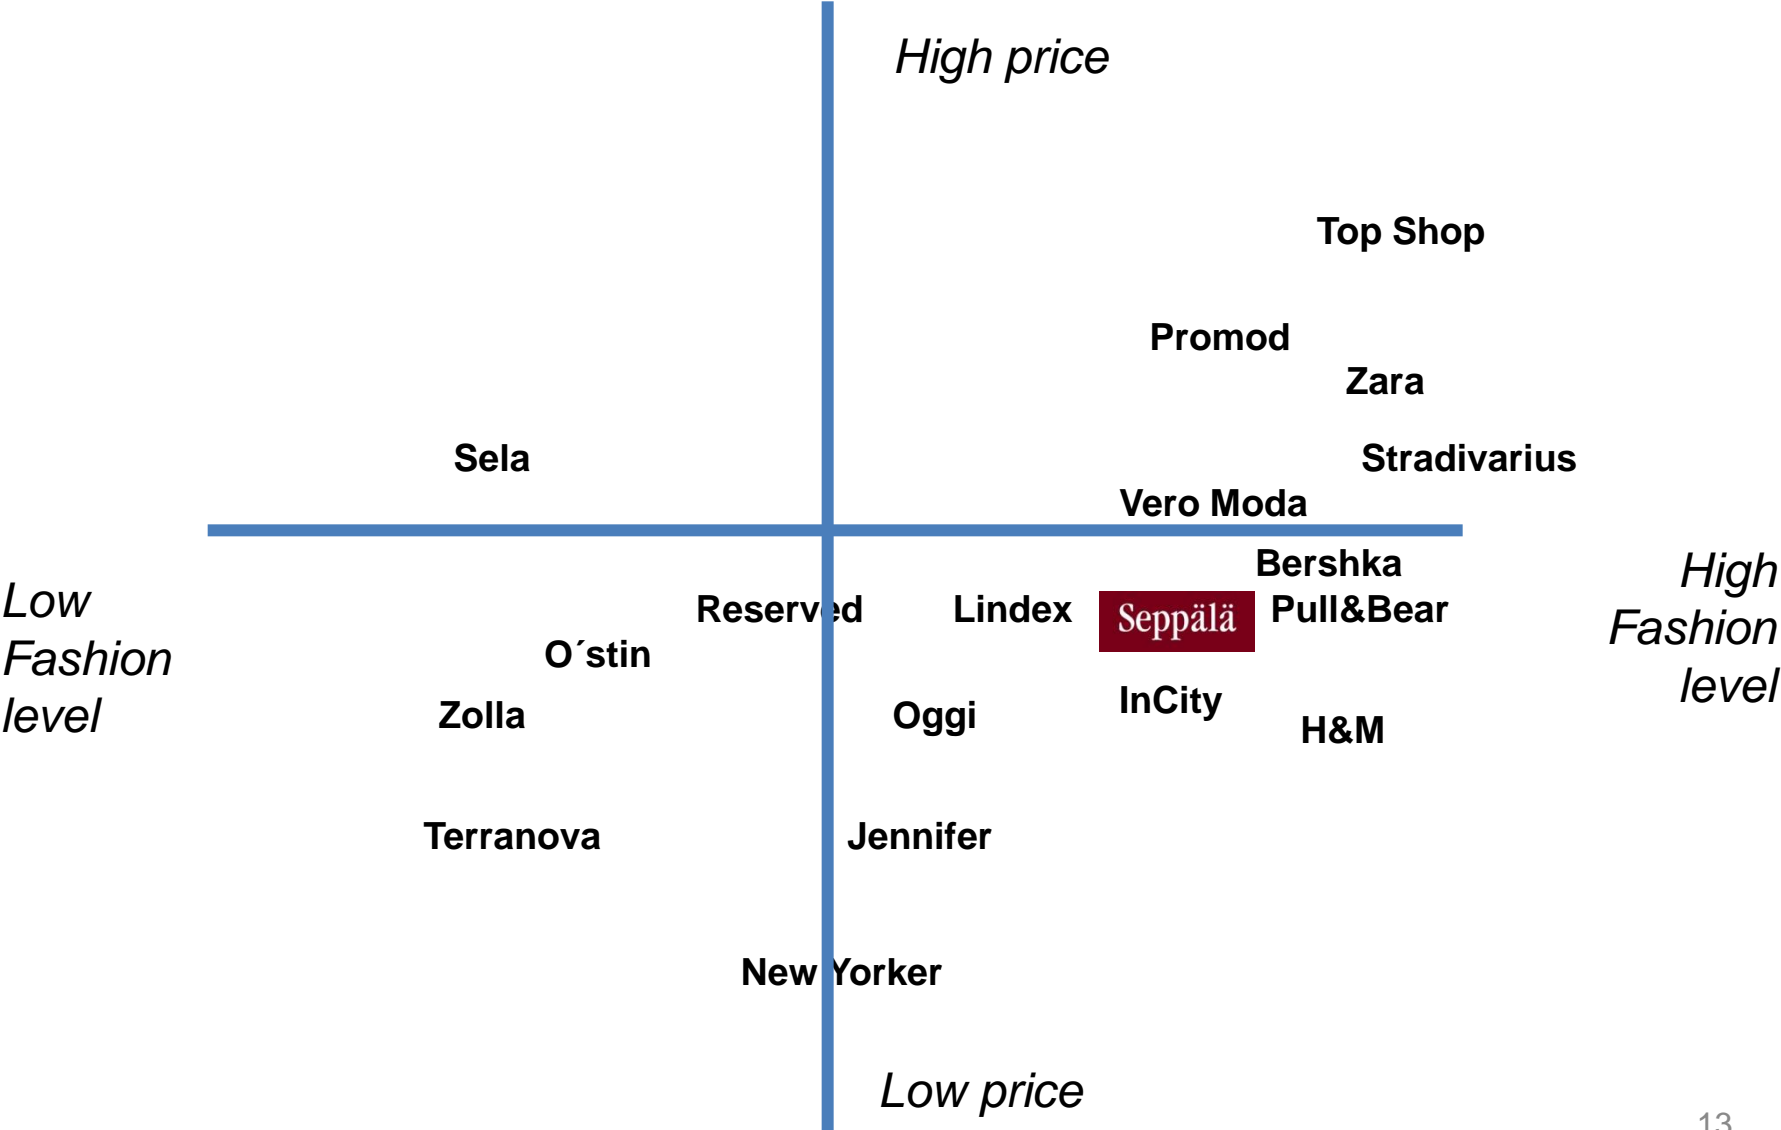 High price
Top Shop
Promod
Zara
Sela
Stradivarius
Vero Moda
Bershka
Low
Fashion
level
High
Fashion
level
Reserved
Lindex
Seppälä
Pull&Bear
O´stin
InCity
Zolla
Oggi
H&M
Terranova
Jennifer
New Yorker
Low price
13